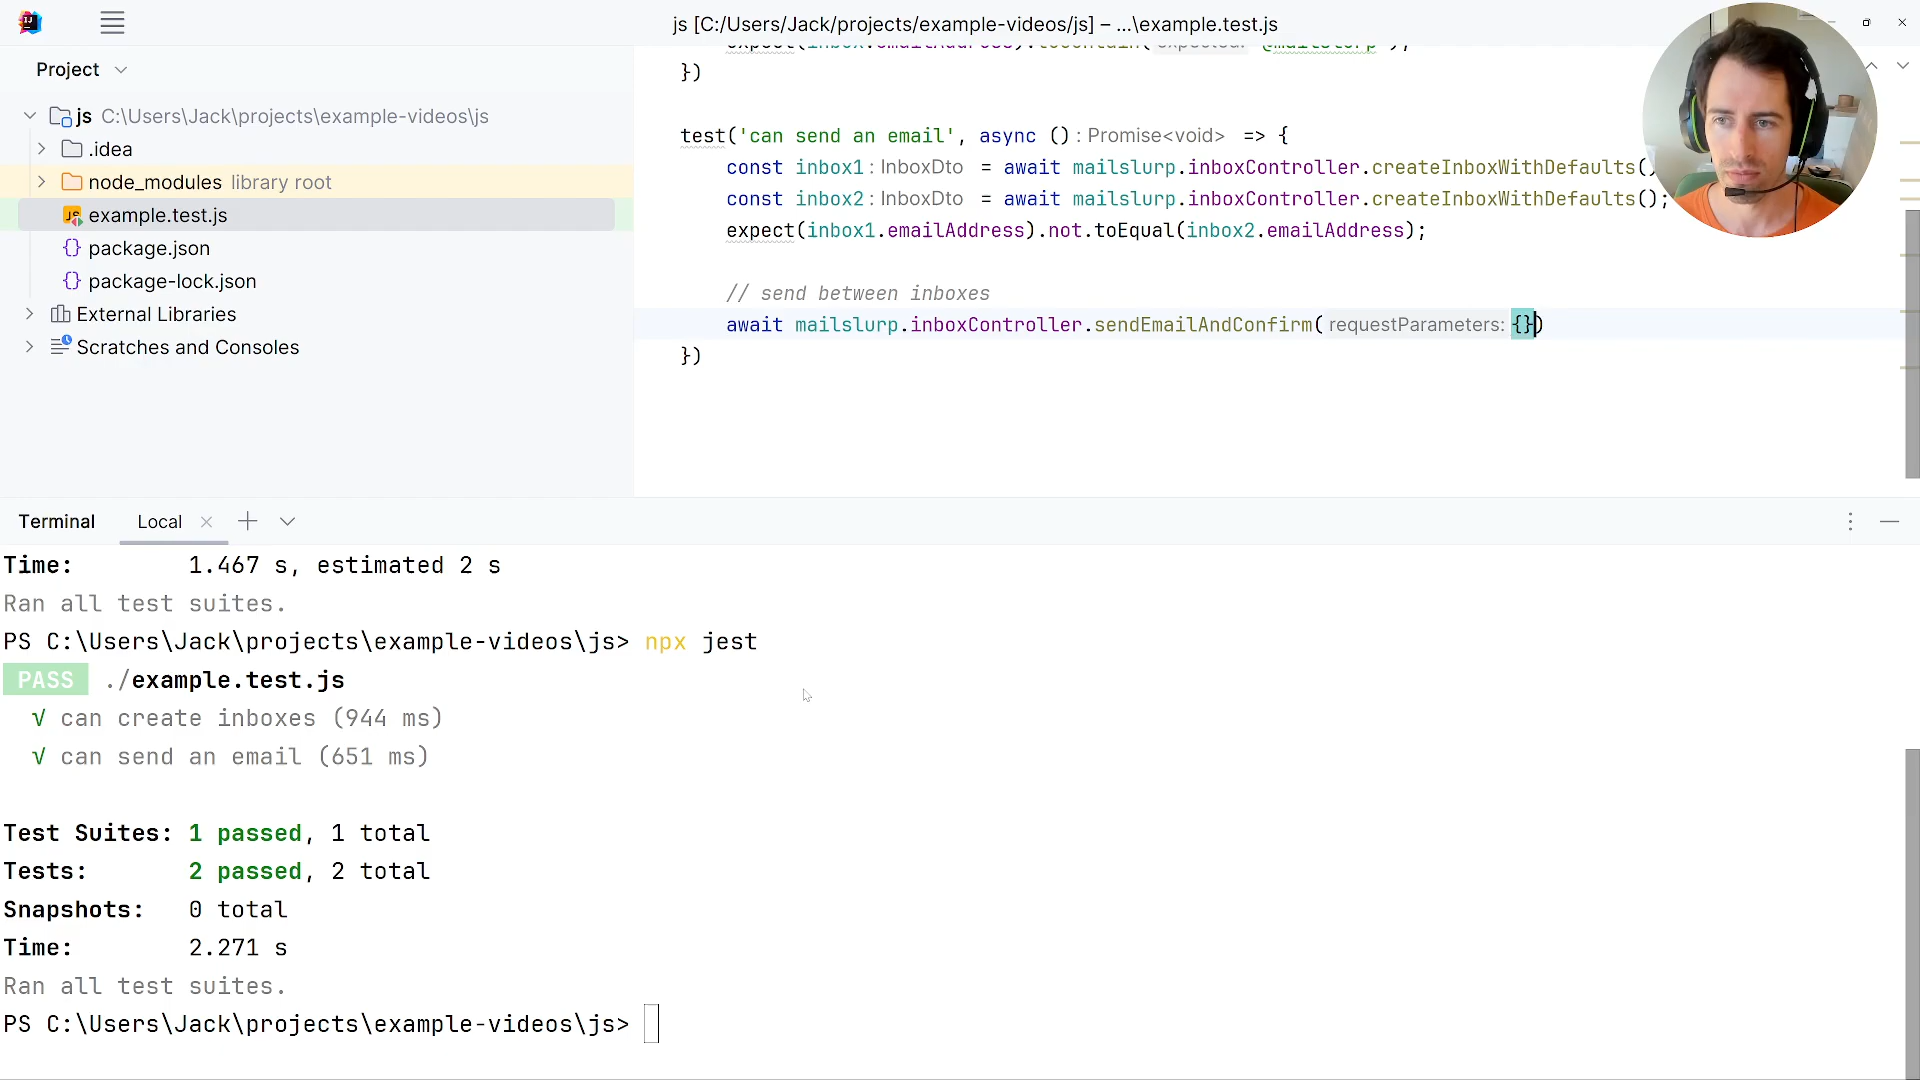 js [C:/Users/Jack/projects/example-videos/js] – ...\example.test.js
Project
js C:\Users\Jack\projects\example-videos\js
.idea
node_modules library root
example.test.js
package.json
package-lock.json
External Libraries
Scratches and Consoles
})
test('can send an email', async () : Promise<void> => {
const inbox1 : InboxDto = await mailslurp.inboxController.createInboxWithDefaults()
const inbox2 : InboxDto = await mailslurp.inboxController.createInboxWithDefaults();
expect(inbox1.emailAddress).not.toEqual(inbox2.emailAddress);
// send between inboxes
await mailslurp.inboxController.sendEmailAndConfirm( requestParameters: {})
})
Terminal Local
Time: 1.467 s, estimated 2 s
Ran all test suites.
PS C:\Users\Jack\projects\example-videos\js> npx jest
PASS ./example.test.js
√ can create inboxes (944 ms)
√ can send an email (651 ms)
Test Suites: 1 passed, 1 total
Tests: 2 passed, 2 total
Snapshots: 0 total
Time: 2.271 s
Ran all test suites.
PS C:\Users\Jack\projects\example-videos\js>